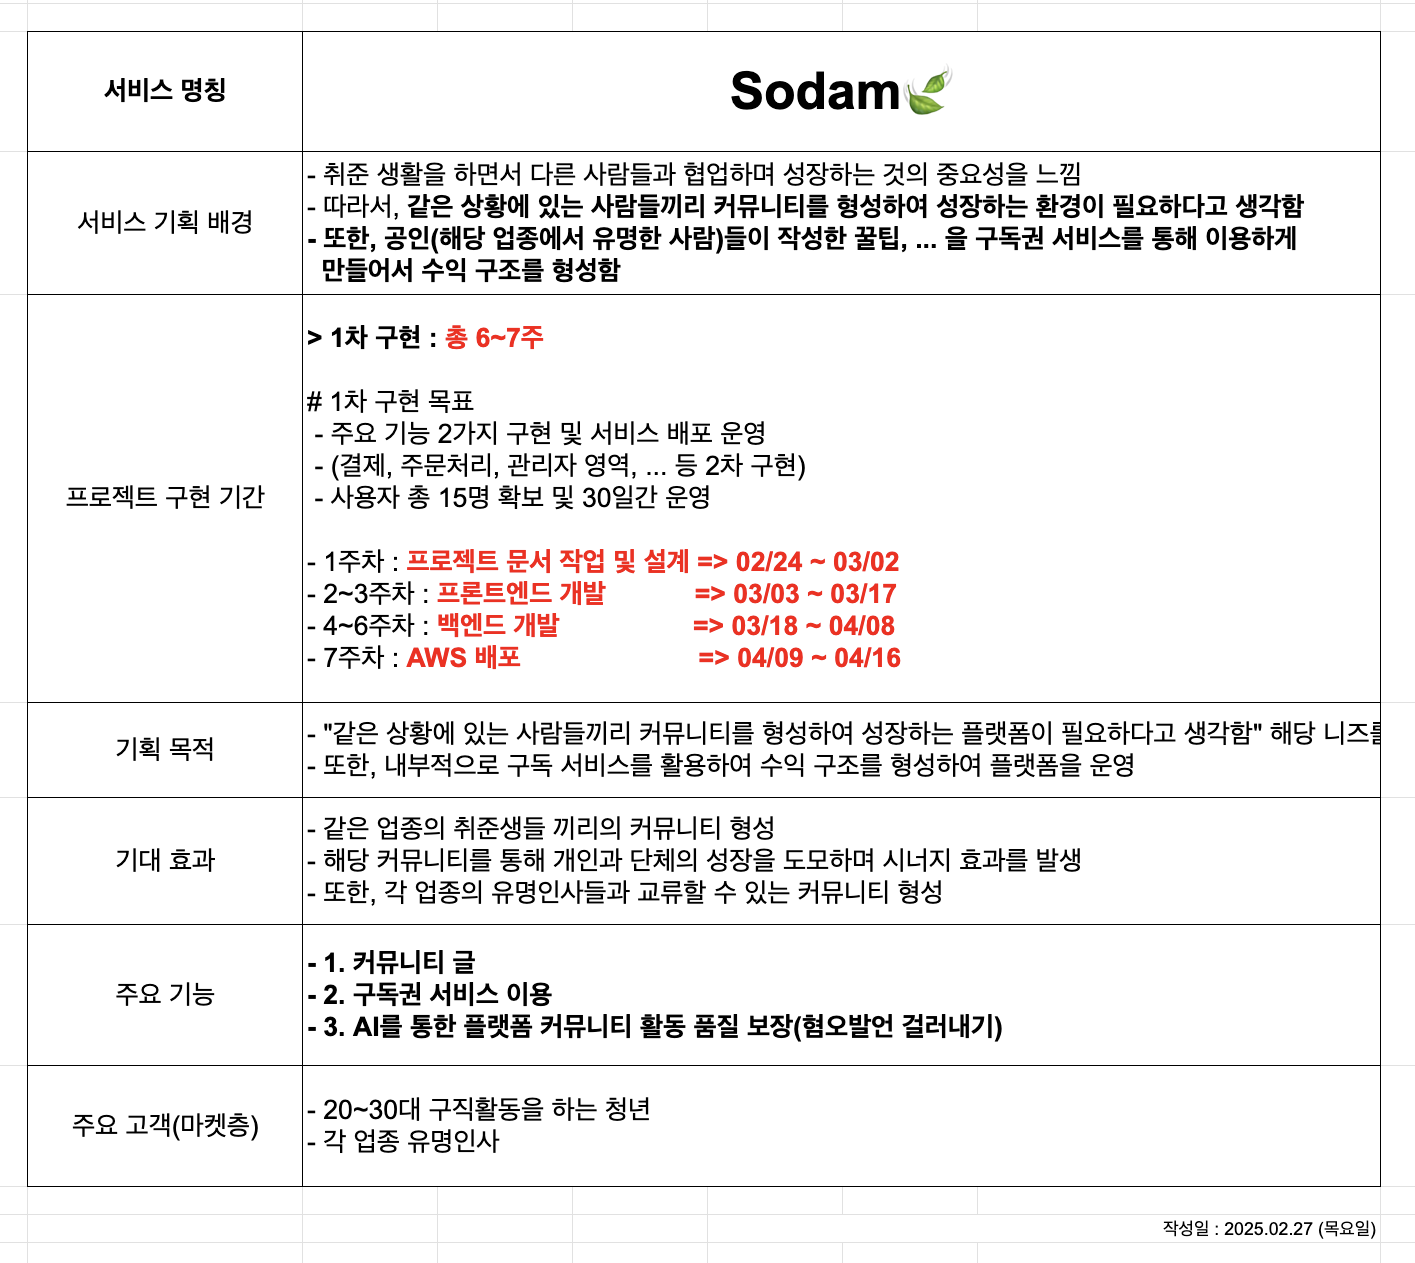 서비스 명칭
Sodam🍃
서비스 기획 배경
- 취준 생활을 하면서 다른 사람들과 협업하며 성장하는 것의 중요성을 느낌
- 따라서, 같은 상황에 있는 사람들끼리 커뮤니티를 형성하여 성장하는 환경이 필요하다고 생각함
- 또한, 공인(해당 업종에서 유명한 사람)들이 작성한 꿀팁, ... 을 구독권 서비스를 통해 이용하게
만들어서 수익 구조를 형성함
프로젝트 구현 기간
> 1차 구현 : 총 6~7주
# 1차 구현 목표
- 주요 기능 2가지 구현 및 서비스 배포 운영
- (결제, 주문처리, 관리자 영역, ... 등 2차 구현)
- 사용자 총 15명 확보 및 30일간 운영
- 1주차 : 프로젝트 문서 작업 및 설계 => 02/24 ~ 03/02
- 2~3주차 : 프론트엔드 개발 => 03/03 ~ 03/17
- 4~6주차 : 백엔드 개발 => 03/18 ~ 04/08
- 7주차 : AWS 배포 => 04/09 ~ 04/16
기획 목적
- "같은 상황에 있는 사람들끼리 커뮤니티를 형성하여 성장하는 플랫폼이 필요하다고 생각함" 해당 니즈를
- 또한, 내부적으로 구독 서비스를 활용하여 수익 구조를 형성하여 플랫폼을 운영
기대 효과
- 같은 업종의 취준생들 끼리의 커뮤니티 형성
- 해당 커뮤니티를 통해 개인과 단체의 성장을 도모하며 시너지 효과를 발생
- 또한, 각 업종의 유명인사들과 교류할 수 있는 커뮤니티 형성
주요 기능
- 1. 커뮤니티 글
- 2. 구독권 서비스 이용
- 3. AI를 통한 플랫폼 커뮤니티 활동 품질 보장(혐오발언 걸러내기)
주요 고객(마켓층)
- 20~30대 구직활동을 하는 청년
- 각 업종 유명인사
작성일 : 2025.02.27 (목요일)